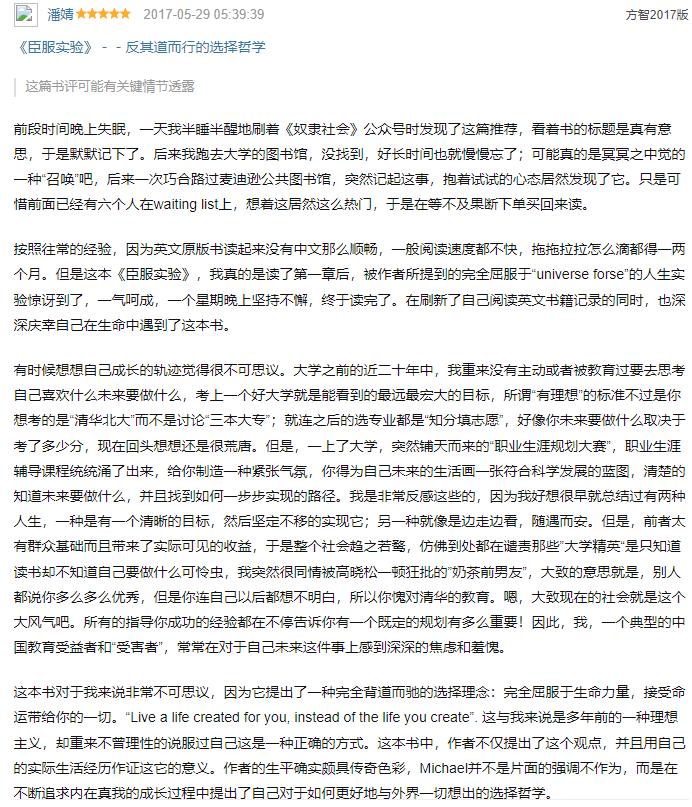 潘婧 2017-05-29 05:39:39 方智2017版
《臣服实验》--反其道而行的选择哲学
这篇书评可能有关键情节透露
前段时间晚上失眠，一天我半睡半醒地刷着《奴隶社会》公众号时发现了这篇推荐，看着书的标题是真有意
思，于是默默记下了。后来我跑去大学的图书馆，没找到，好长时间也就慢慢忘了；可能真的是冥冥之中觉的
一种“召唤”吧，后来一次巧合路过麦迪逊公共图书馆，突然记起这事，抱着试试的心态居然发现了它。只是可
惜前面已经有六个人在waiting list上，想着这居然这么热门，于是在等不及果断下单买回来读。
按照往常的经验，因为英文原版书读起来没有中文那么顺畅，一般阅读速度都不快，拖拖拉拉怎么滴都得一两
个月。但是这本《臣服实验》，我真的是读了第一章后，被作者所提到的完全屈服于“universe forse”的人生实
验惊讶到了，一气呵成，一个星期晚上坚持不懈，终于读完了。在刷新了自己阅读英文书籍记录的同时，也深
深庆幸自己在生命中遇到了这本书。
有时候想想自己成长的轨迹觉得很不可思议。大学之前的近二十年中，我重来没有主动或者被教育过要去思考
自己喜欢什么未来要做什么，考上一个好大学就是能看到的最远最宏大的目标，所谓“有理想”的标准不过是你
想考的是“清华北大”而不是讨论“三本大专”；就连之后的选专业都是“知分填志愿”，好像你未来要做什么取决于
考了多少分，现在回头想想还是很荒唐。但是，一上了大学，突然铺天而来的“职业生涯规划大赛”，职业生涯
辅导课程统统涌了出来，给你制造一种紧张气氛，你得为自己未来的生活画一张符合科学发展的蓝图，清楚的
知道未来要做什么，并且找到如何一步步实现的路径。我是非常反感这些的，因为我好想很早就总结过有两种
人生，一种是有一个清晰的目标，然后坚定不移的实现它；另一种就像是边走边看，随遇而安。但是，前者太
有群众基础而且带来了实际可见的收益，于是整个社会趋之若鹜，仿佛到处都在谴责那些”大学精英“是只知道
读书却不知道自己要做什么可怜虫，我突然很同情被高晓松一顿狂批的”奶茶前男友”，大致的意思就是，别人
都说你多么多么优秀，但是你连自己以后都想不明白，所以你愧对清华的教育。嗯，大致现在的社会就是这个
大风气吧。所有的指导你成功的经验都在不停告诉你有一个既定的规划有多么重要！因此，我，一个典型的中
国教育受益者和“受害者”，常常在对于自己未来这件事上感到深深的焦虑和羞愧。
这本书对于我来说非常不可思议，因为它提出了一种完全背道而驰的选择理念：完全屈服于生命力量，接受命
运带给你的一切。“Live a life created for you, instead of the life you create”. 这与我来说是多年前的一种理想
主义，却重来不曾理性的说服过自己这是一种正确的方式。这本书中，作者不仅提出了这个观点，并且用自己
的实际生活经历作证这它的意义。作者的生平确实颇具传奇色彩，Michael并不是片面的强调不作为，而是在
不断追求内在真我的成长过程中提出了自己对于如何更好地与外界一切想出的选择哲学。